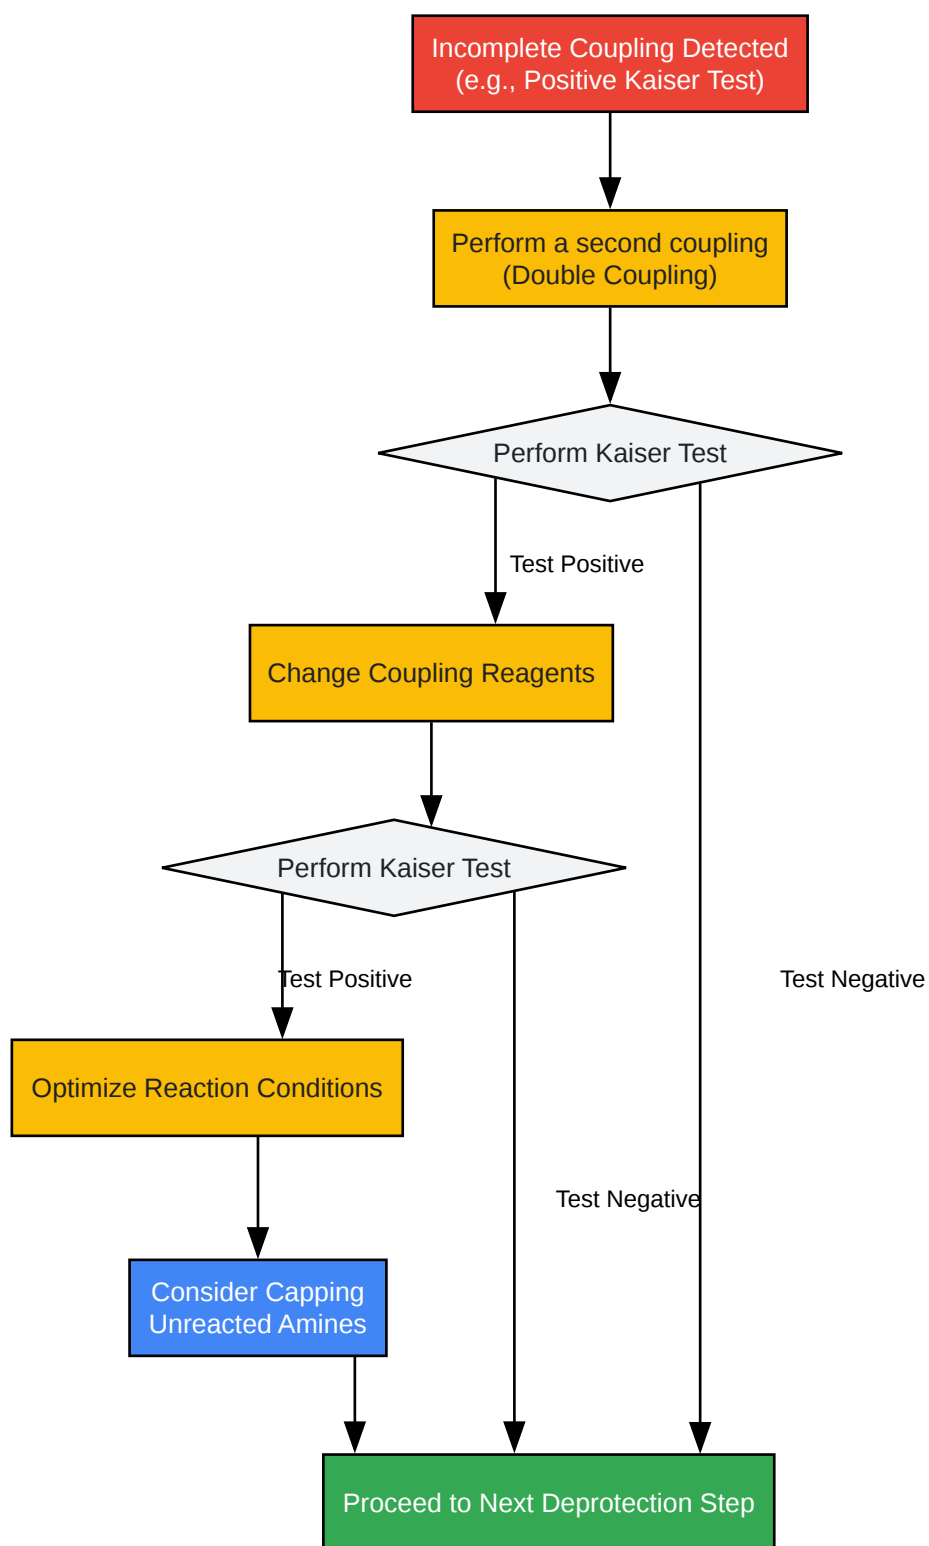 Incomplete Coupling Detected
(e.g., Positive Kaiser Test)
Perform a second coupling
(Double Coupling)
Perform Kaiser Test
Test Positive
Change Coupling Reagents
Perform Kaiser Test
Test Positive
Test Negative
Optimize Reaction Conditions
Test Negative
Consider Capping
Unreacted Amines
Proceed to Next Deprotection Step